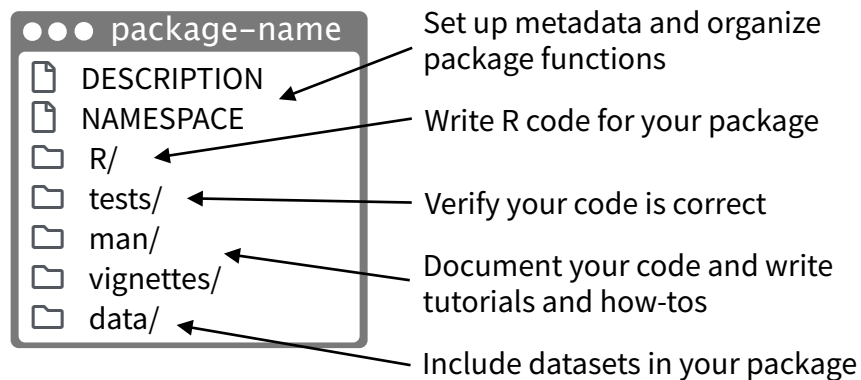 package-name
DESCRIPTION
NAMESPACE
R/
tests/
man/
vignettes/
data/
Set up metadata and organize
package functions
Write R code for your package
Verify your code is correct
Document your code and write
tutorials and how-tos
Include datasets in your package